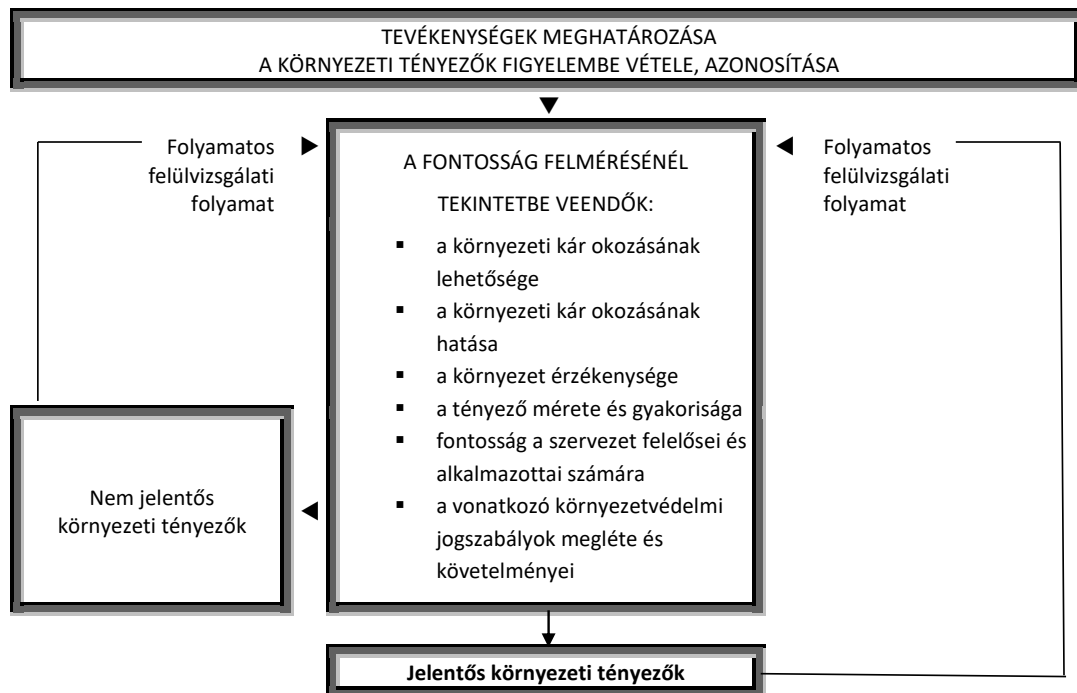 TEVÉKENYSÉGEK MEGHATÁROZÁSA
A KÖRNYEZETI TÉNYEZŐK FIGYELEMBE VÉTELE, AZONOSÍTÁSA
Folyamatos
felülvizsgálati
folyamat
A FONTOSSÁG FELMÉRÉSÉNÉL
TEKINTETBE VEENDŐK:
▪ a környezeti kár okozásának
lehetősége
▪ a környezeti kár okozásának
hatása
▪ a környezet érzékenysége
▪ a tényező mérete és gyakorisága
▪ fontosság a szervezet felelősei és
alkalmazottai számára
▪ a vonatkozó környezetvédelmi
jogszabályok megléte és
követelményei
Folyamatos
felülvizsgálati
folyamat
Nem jelentős
környezeti tényezők
Jelentős környezeti tényezők